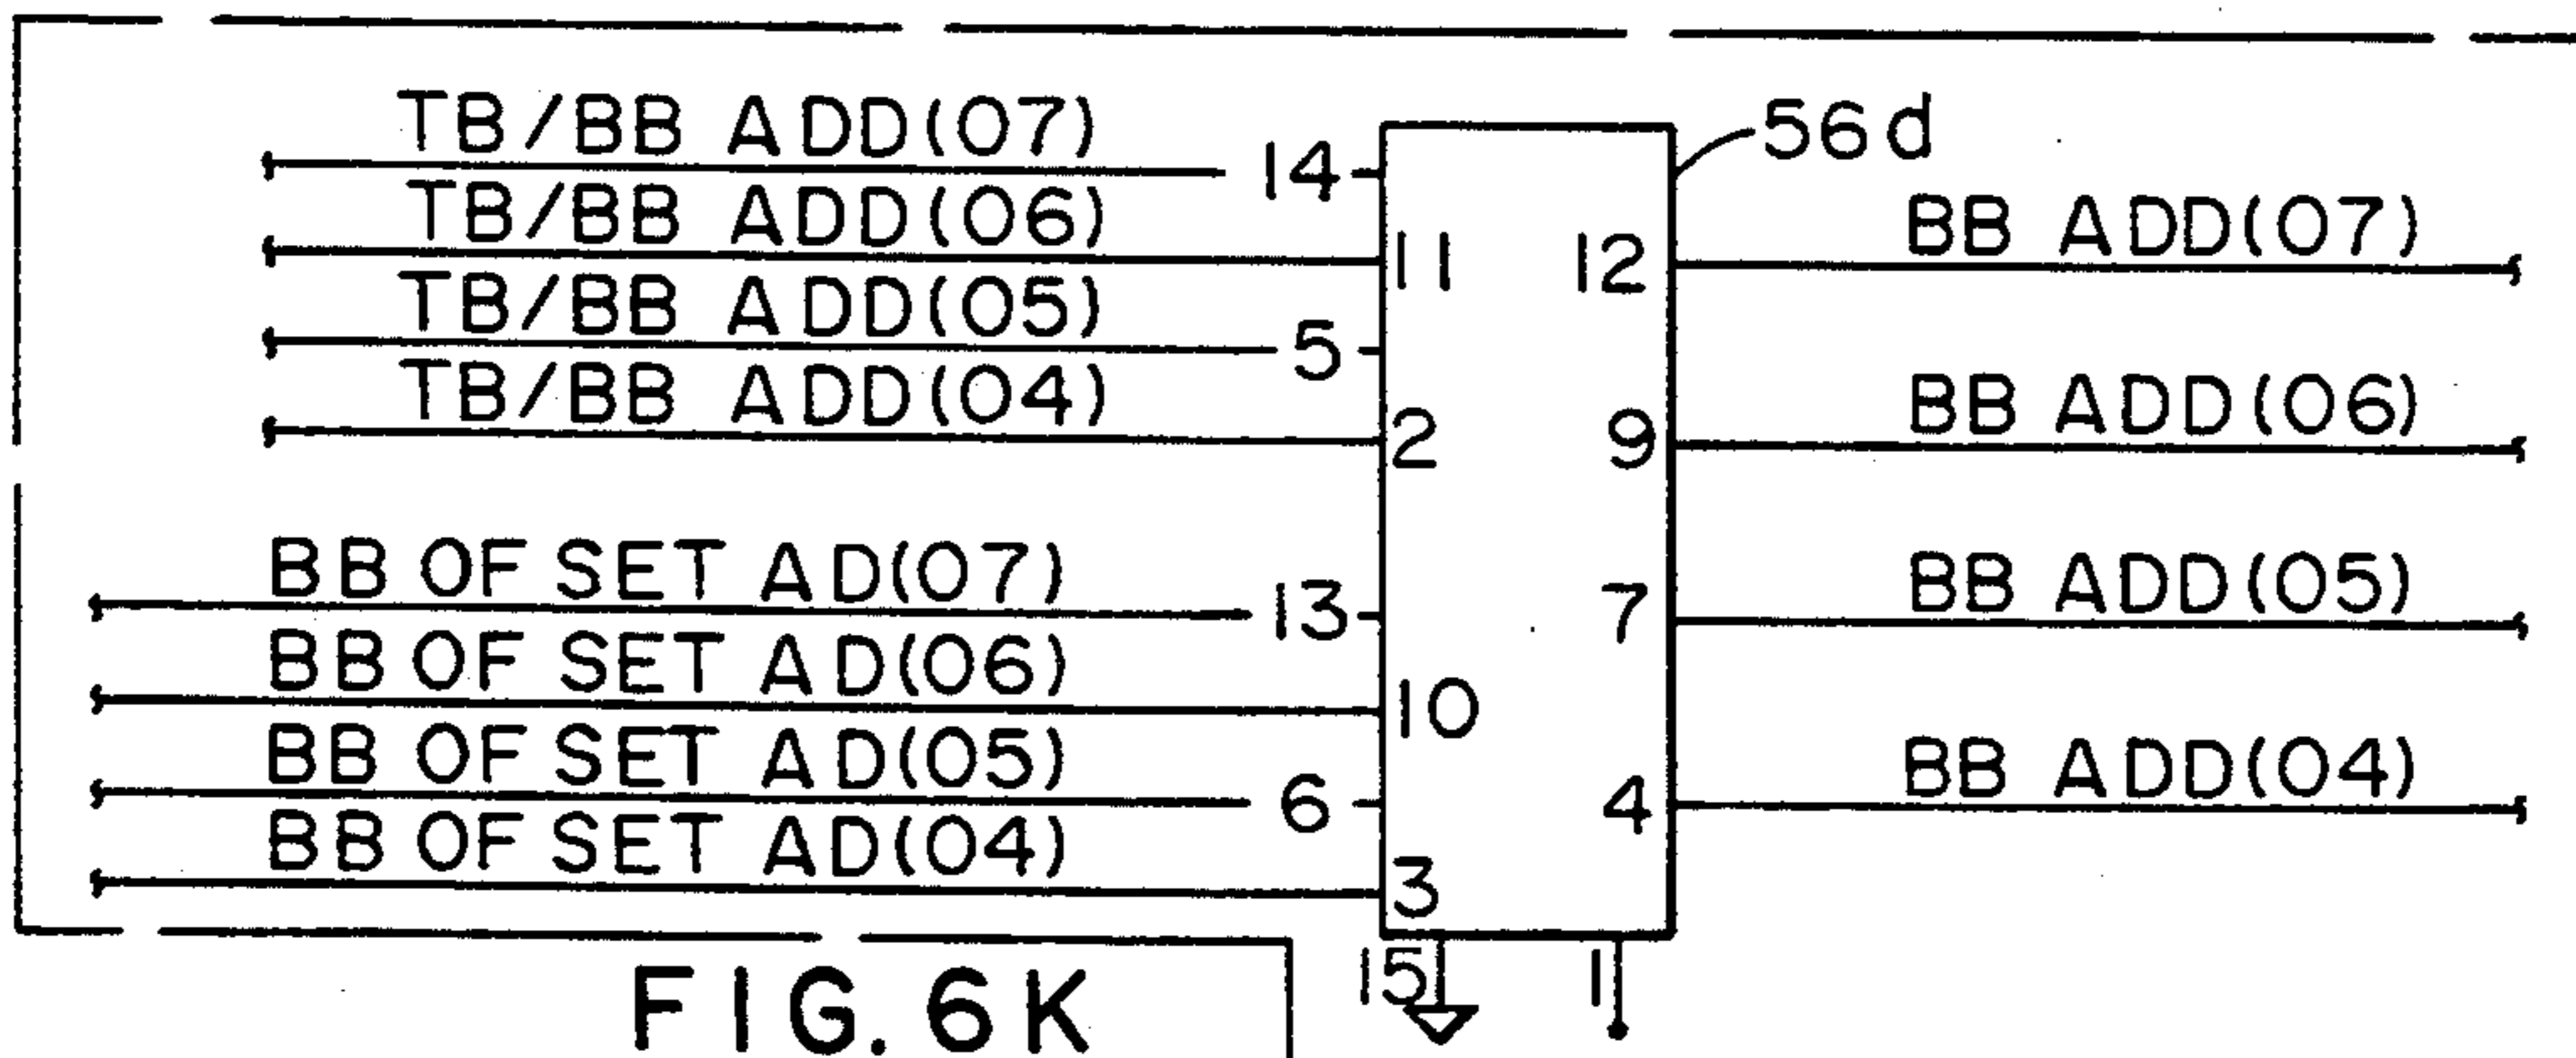 TB/BB ADD(07)
14
56d
TB/BB ADD(06)
11
12
BB ADD(07)
TB/BB ADD(05)
5
TB/BB ADD(04)
2
9
BB ADD(06)
BB OF SET AD(07)
13
7
BB ADD(05)
BB OF SET AD(06)
10
BB OF SET AD(05)
6
4
BB ADD(04)
BB OF SET AD(04)
3
15
1
FIG. 6K